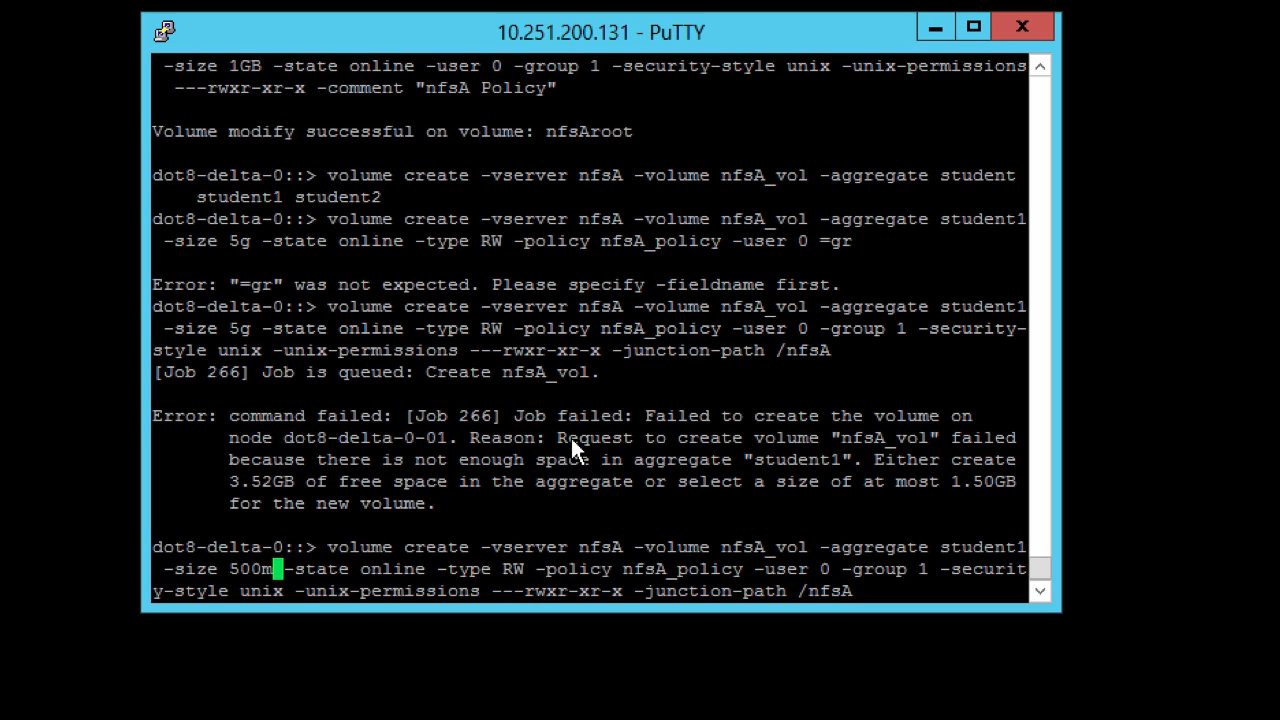 10.251.200.131 - PuTTY
-size 1GB -state online -user 0 -group 1 -security-style unix -unix-permissions
---rwxr-xr-x -comment "nfsA Policy"
Volume modify successful on volume: nfsAroot
dot8-delta-0::> volume create -vserver nfsA -volume nfsA_vol -aggregate student
student1 student2
dot8-delta-0::> volume create -vserver nfsA -volume nfsA_vol -aggregate student1
-size 5g -state online -type RW -policy nfsA_policy -user 0 =gr
Error: "=gr" was not expected. Please specify -fieldname first.
dot8-delta-0::> volume create -vserver nfsA -volume nfsA_vol -aggregate student1
-size 5g -state online -type RW -policy nfsA_policy -user 0 -group 1 -security-
style unix -unix-permissions ---rwxr-xr-x -junction-path /nfsA
[Job 266] Job is queued: Create nfsA_vol.
Error: command failed: [Job 266] Job failed: Failed to create the volume on
node dot8-delta-0-01. Reason: Request to create volume "nfsA_vol" failed
because there is not enough space in aggregate "student1". Either create
3.52GB of free space in the aggregate or select a size of at most 1.50GB
for the new volume.
dot8-delta-0::> volume create -vserver nfsA -volume nfsA_vol -aggregate student1
-size 500m -state online -type RW -policy nfsA_policy -user 0 -group 1 -securit
y-style unix -unix-permissions ---rwxr-xr-x -junction-path /nfsA